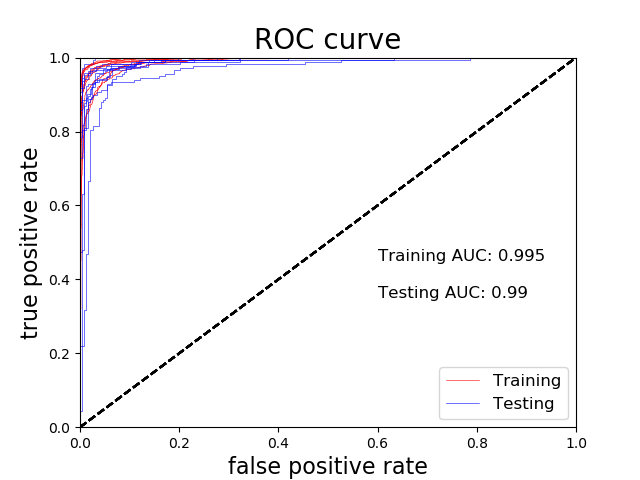 ROC curve
true positive rate
1.0
0.8
0.6
0.4
0.2
0.0
Training AUC: 0.995
Testing AUC: 0.99
Training
Testing
0.0 0.2 0.4 0.6 0.8 1.0
false positive rate